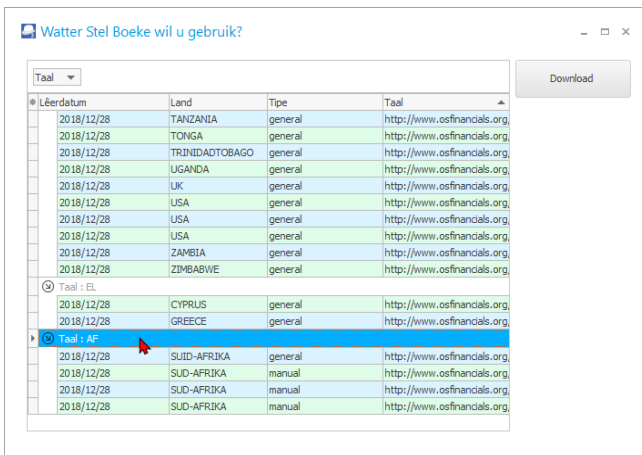 Watter Stel Boeke wil u gebruik?
Taal
Download
Lêerdatum Land Tipe Taal
2018/12/28 TANZANIA general http://www.osfinancials.org,
2018/12/28 TONGA general http://www.osfinancials.org,
2018/12/28 TRINIDADTOBAGO general http://www.osfinancials.org,
2018/12/28 UGANDA general http://www.osfinancials.org,
2018/12/28 UK general http://www.osfinancials.org,
2018/12/28 USA general http://www.osfinancials.org,
2018/12/28 USA general http://www.osfinancials.org,
2018/12/28 USA general http://www.osfinancials.org,
2018/12/28 ZAMBIA general http://www.osfinancials.org,
2018/12/28 ZIMBABWE general http://www.osfinancials.org,
Taal : EL
2018/12/28 CYPRUS general http://www.osfinancials.org,
2018/12/28 GREECE general http://www.osfinancials.org,
Taal : AF
2018/12/28 SUID-AFRIKA general http://www.osfinancials.org,
2018/12/28 SUD-AFRIKA manual http://www.osfinancials.org,
2018/12/28 SUD-AFRIKA manual http://www.osfinancials.org,
2018/12/28 SUD-AFRIKA manual http://www.osfinancials.org,